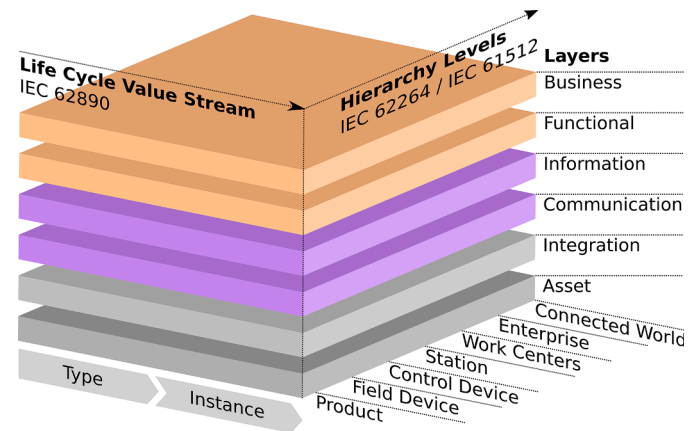 Life Cycle Value Stream
IEC 62890
Hierarchy Levels
IEC 62264 / IEC 61512
Layers
Business
Functional
Information
Communication
Integration
Asset
Connected World
Enterprise
Work Centers
Station
Control Device
Field Device
Product
Type
Instance